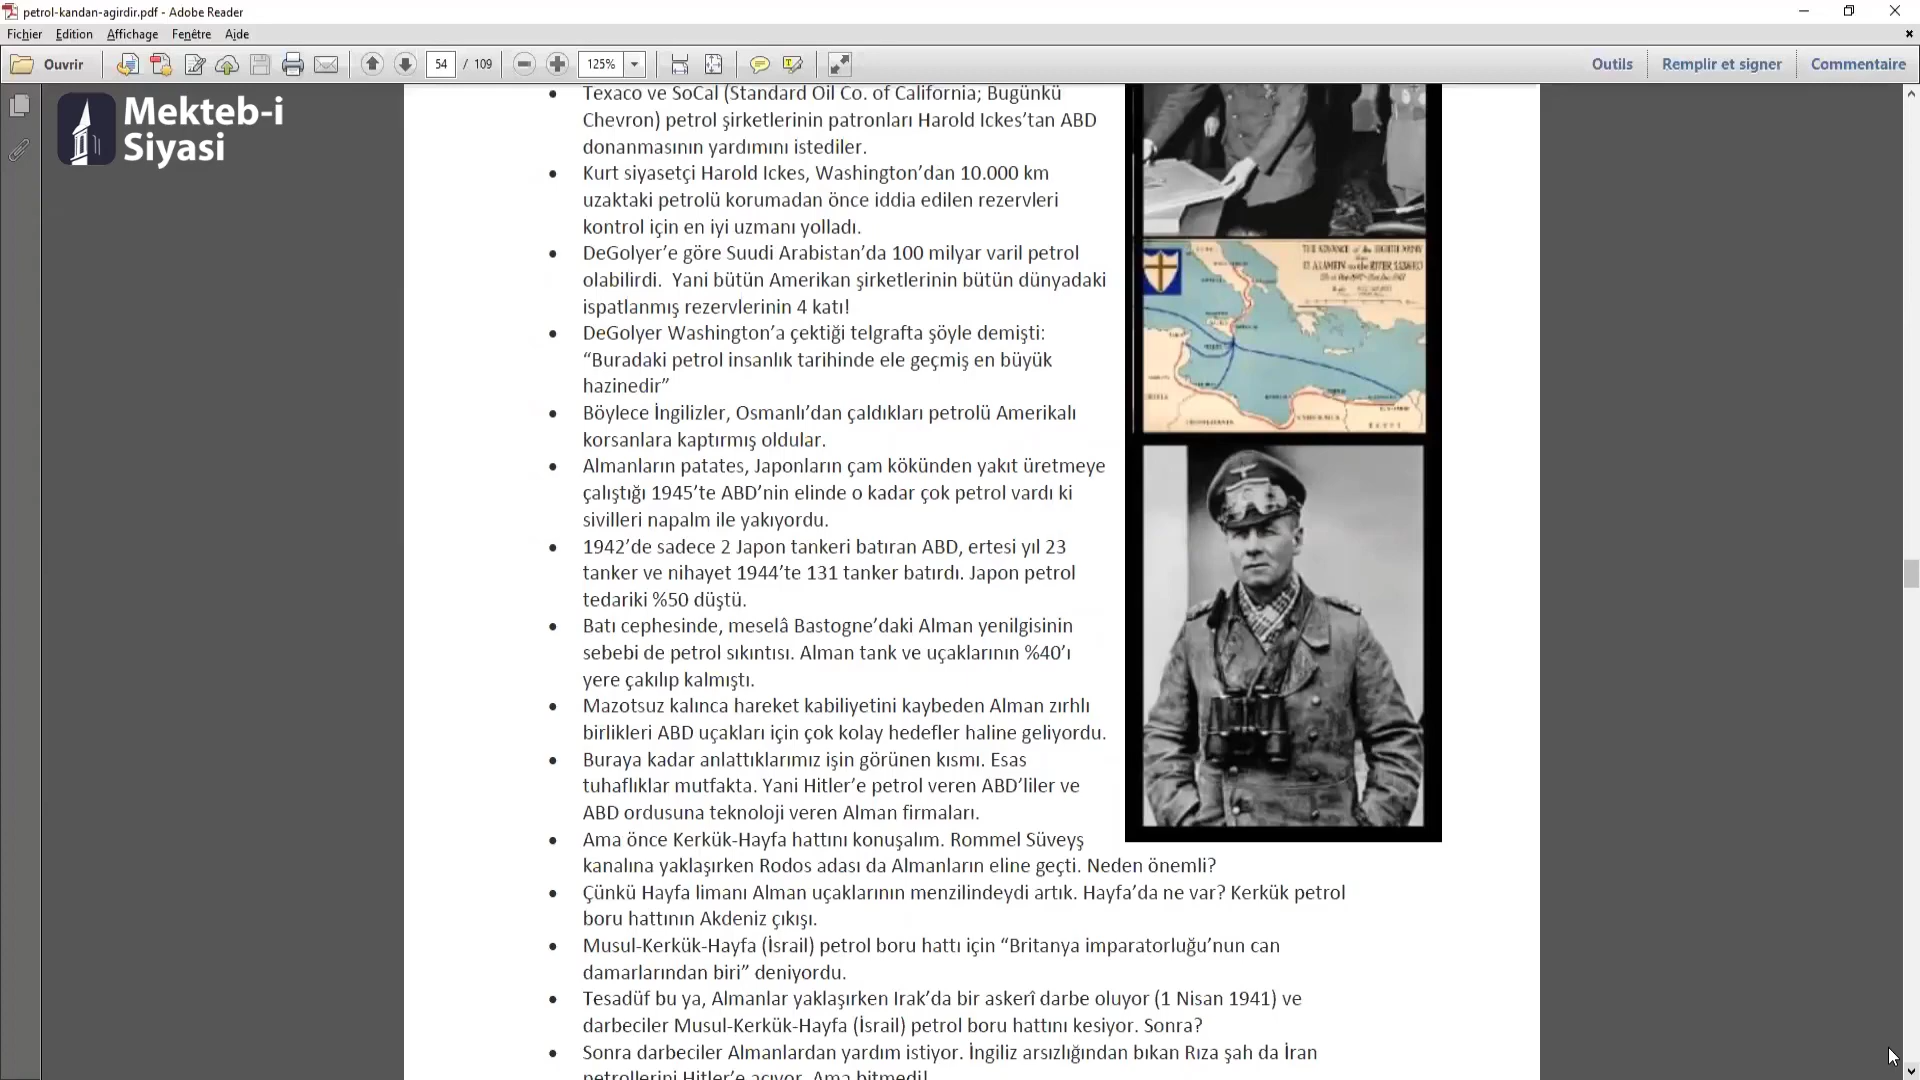 petrol-kandan-agirdir.pdf - Adobe Reader
Fichier Edition Affichage Fenêtre Aide
Ouvrir 54 / 109 125% Outils Remplir et signer Commentaire
Mekteb-i
Siyasi
• Texaco ve SoCal (Standard Oil Co. of California; Bugünkü
Chevron) petrol şirketlerinin patronları Harold Ickes’tan ABD
donanmasının yardımını istediler.
• Kurt siyasetçi Harold Ickes, Washington’dan 10.000 km
uzaktaki petrolü korumadan önce iddia edilen rezervleri
kontrol için en iyi uzmanı yolladı.
• DeGolyer’e göre Suudi Arabistan’da 100 milyar varil petrol
olabilirdi. Yani bütün Amerikan şirketlerinin bütün dünyadaki
ispatlanmış rezervlerinin 4 katı!
• DeGolyer Washington’a çektiği telgrafta şöyle demişti:
“Buradaki petrol insanlık tarihinde ele geçmiş en büyük
hazinedir”
• Böylece İngilizler, Osmanlı’dan çaldıkları petrolü Amerikalı
korsanlara kaptırmış oldular.
• Almanların patates, Japonların çam kökünden yakıt üretmeye
çalıştığı 1945’te ABD’nin elinde o kadar çok petrol vardı ki
sivilleri napalm ile yakıyordu.
• 1942’de sadece 2 Japon tankeri batıran ABD, ertesi yıl 23
tanker ve nihayet 1944’te 131 tanker batırdı. Japon petrol
tedariki %50 düştü.
• Batı cephesinde, meselâ Bastogne’daki Alman yenilgisinin
sebebi de petrol sıkıntısı. Alman tank ve uçaklarının %40’ı
yere çakılıp kalmıştı.
• Mazotsuz kalınca hareket kabiliyetini kaybeden Alman zırhlı
birlikleri ABD uçakları için çok kolay hedefler haline geliyordu.
• Buraya kadar anlattıklarımız işin görünen kısmı. Esas
tuhaflıklar mutfakta. Yani Hitler’e petrol veren ABD’liler ve
ABD ordusuna teknoloji veren Alman firmaları.
• Ama önce Kerkük-Hayfa hattını konuşalım. Rommel Süveyş
kanalına yaklaşırken Rodos adası da Almanların eline geçti. Neden önemli?
• Çünkü Hayfa limanı Alman uçaklarının menzilindeydi artık. Hayfa’da ne var? Kerkük petrol
boru hattının Akdeniz çıkışı.
• Musul-Kerkük-Hayfa (İsrail) petrol boru hattı için “Britanya imparatorluğu’nun can
damarlarından biri” deniyordu.
• Tesadüf bu ya, Almanlar yaklaşırken Irak’da bir askerî darbe oluyor (1 Nisan 1941) ve
darbeciler Musul-Kerkük-Hayfa (İsrail) petrol boru hattını kesiyor. Sonra?
• Sonra darbeciler Almanlardan yardım istiyor. İngiliz arsızlığından bıkan Rıza şah da İran
petrollerini Hitler’e açıyor. Ama bitmedi!
THE ADVANCE of the EIGHTH ARMY